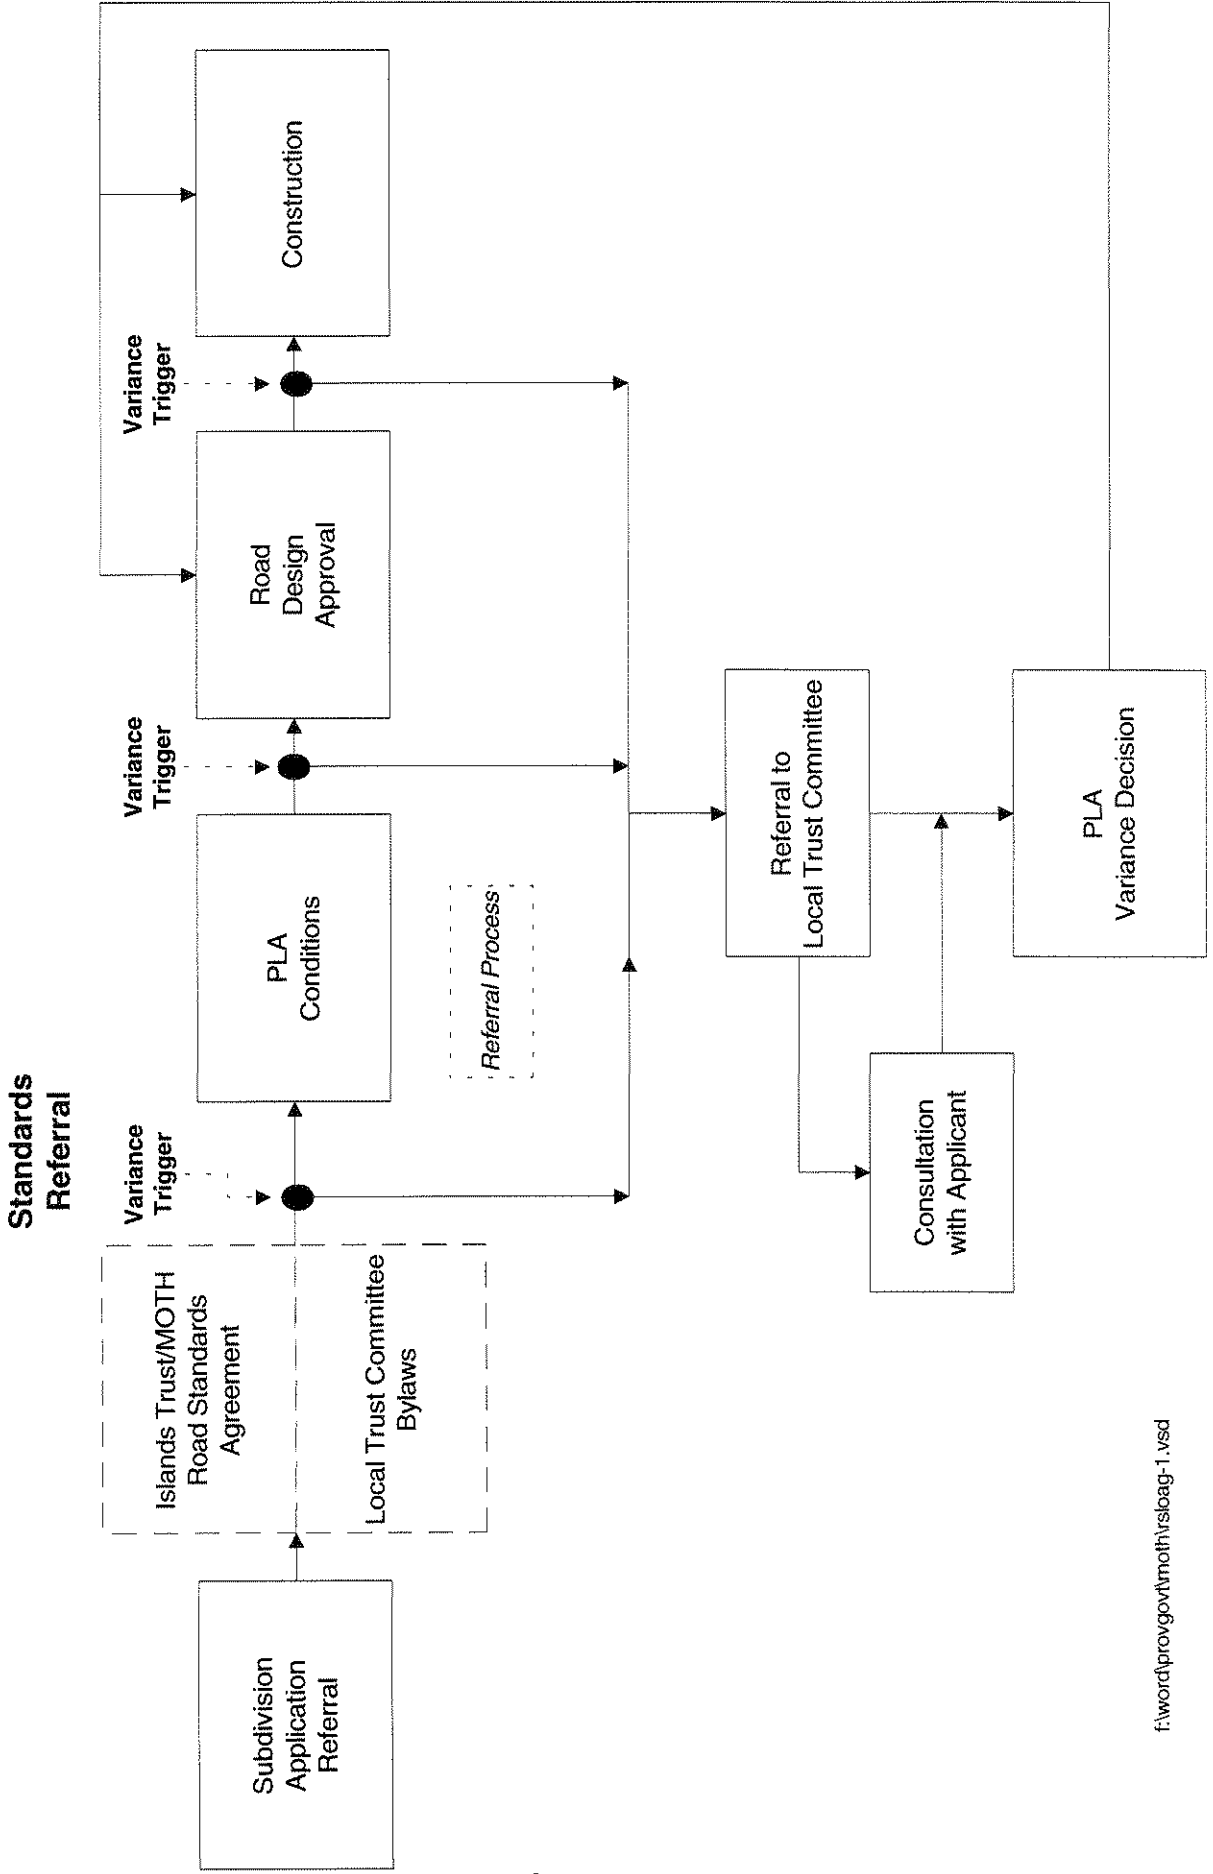 Standards
Referral
Subdivision
Application
Referral
Islands Trust/MOTH
Road Standards
Agreement
Local Trust Committee
Bylaws
Variance
Trigger
PLA
Conditions
Variance
Trigger
Road
Design
Approval
Variance
Trigger
Construction
Referral Process
Consultation
with Applicant
Referral to
Local Trust Committee
PLA
Variance Decision
f:\word\provgovt\moth\rsloag-1.vsd